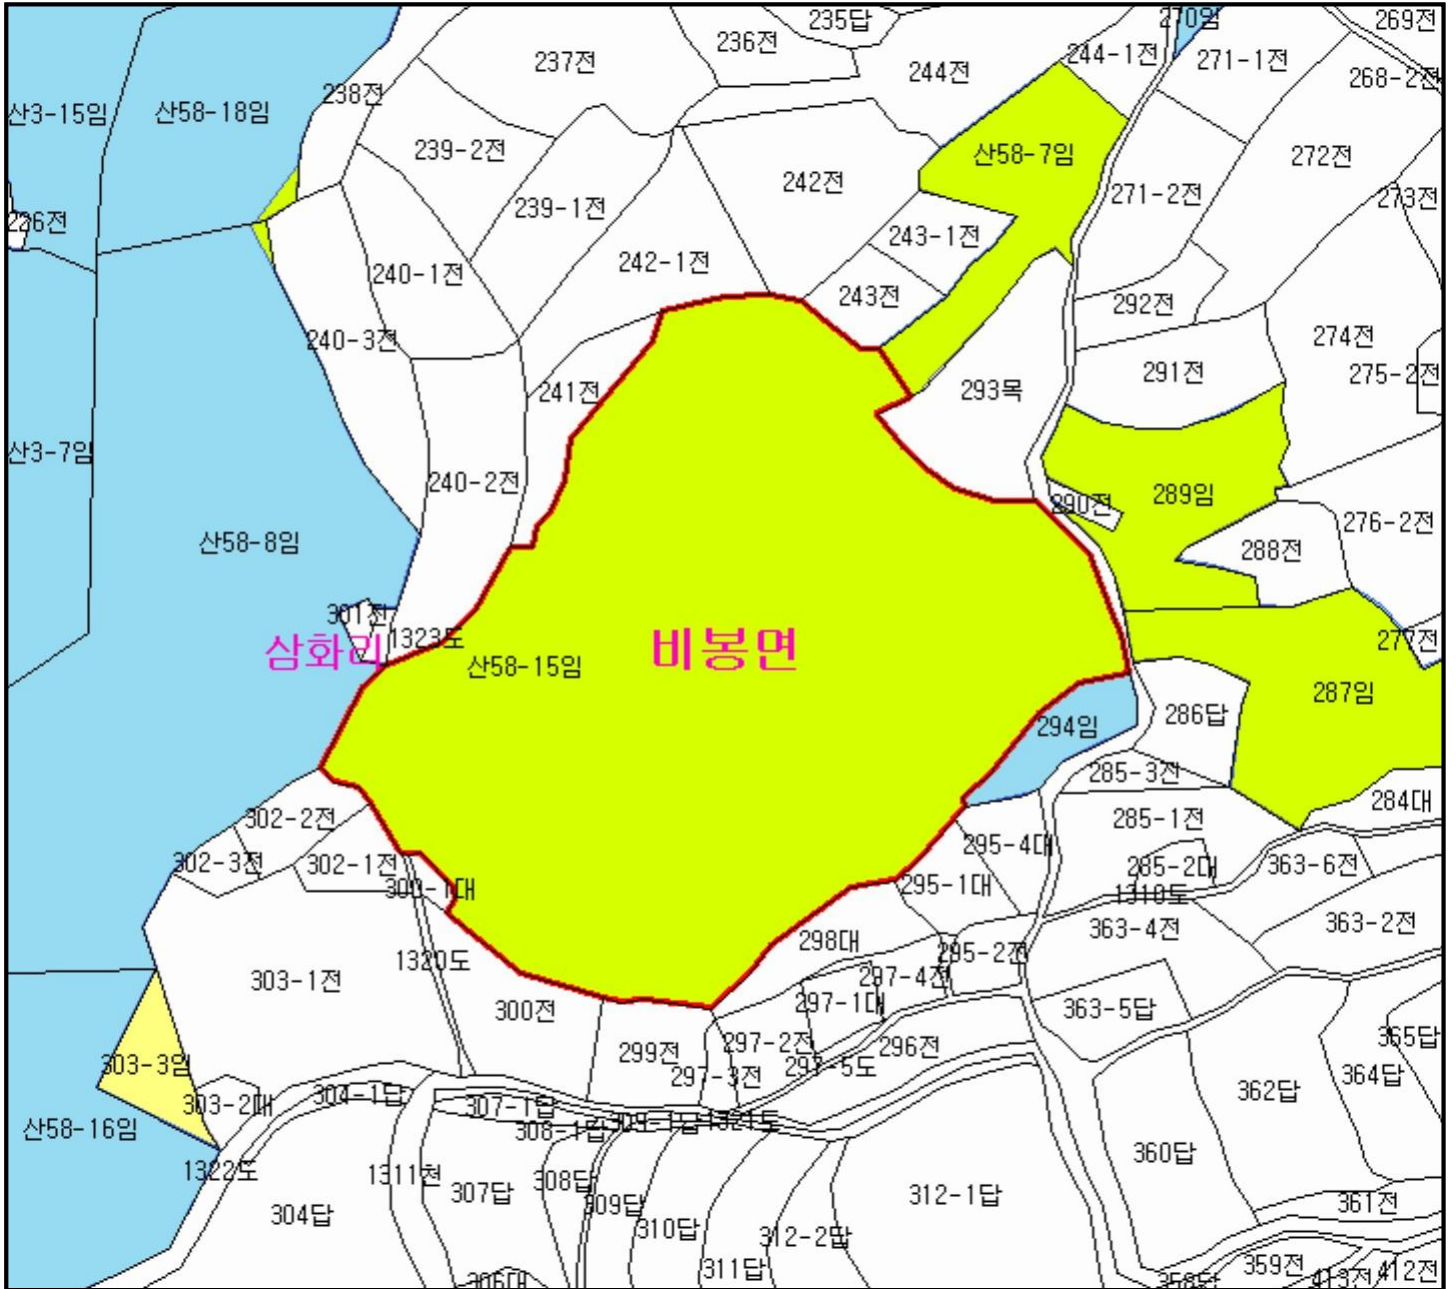 270임
235답
269전
236전
244-1전
237전
271-1전
244전
268-2전
238전
산3-15임
산58-18임
239-2전
산58-7임
272전
242전
271-2전
273전
239-1전
226전
243-1전
242-1전
240-1전
243전
292전
240-3전
274전
291전
275-2전
241전
293목
산3-7임
240-2전
289임
290전
276-2전
산58-8임
288전
301전
1323도
277전
삼화리
비봉면
산58-15임
287임
286답
294임
285-3전
284대
302-2전
285-1전
295-4대
302-3전
302-1전
285-2대
363-6전
300-1대
295-1대
1310도
363-2전
363-4전
298대
295-2전
1320도
297-4전
303-1전
297-1대
300전
363-5답
365답
297-2전
296전
299전
303-3임
297-5도
297-3전
364답
362답
304-1답
303-2대
307-1답
309-1답
1321도
산58-16임
308-1답
360답
1322도
1311천
308답
307답
312-1답
309답
361전
304답
310답
312-2답
311답
359전
306대
358답
413전
412전